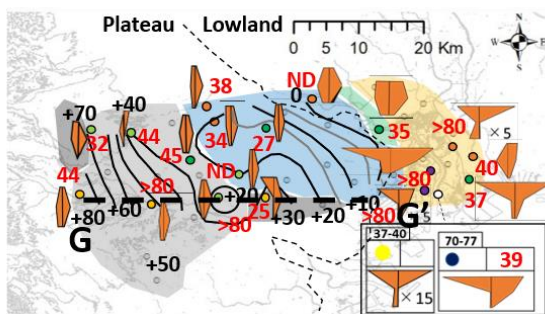 Plateau Lowland
0 5 10 20 Km
N
W E
S
38 ND 0
+70 +40
32 44 34 27 35 >80
× 5
45
44 ND >80 40
>80 +20 25 37
+80 +60 >80 +30 +20 +10 >80
G G'
+50
37-40 70-77
39
× 15